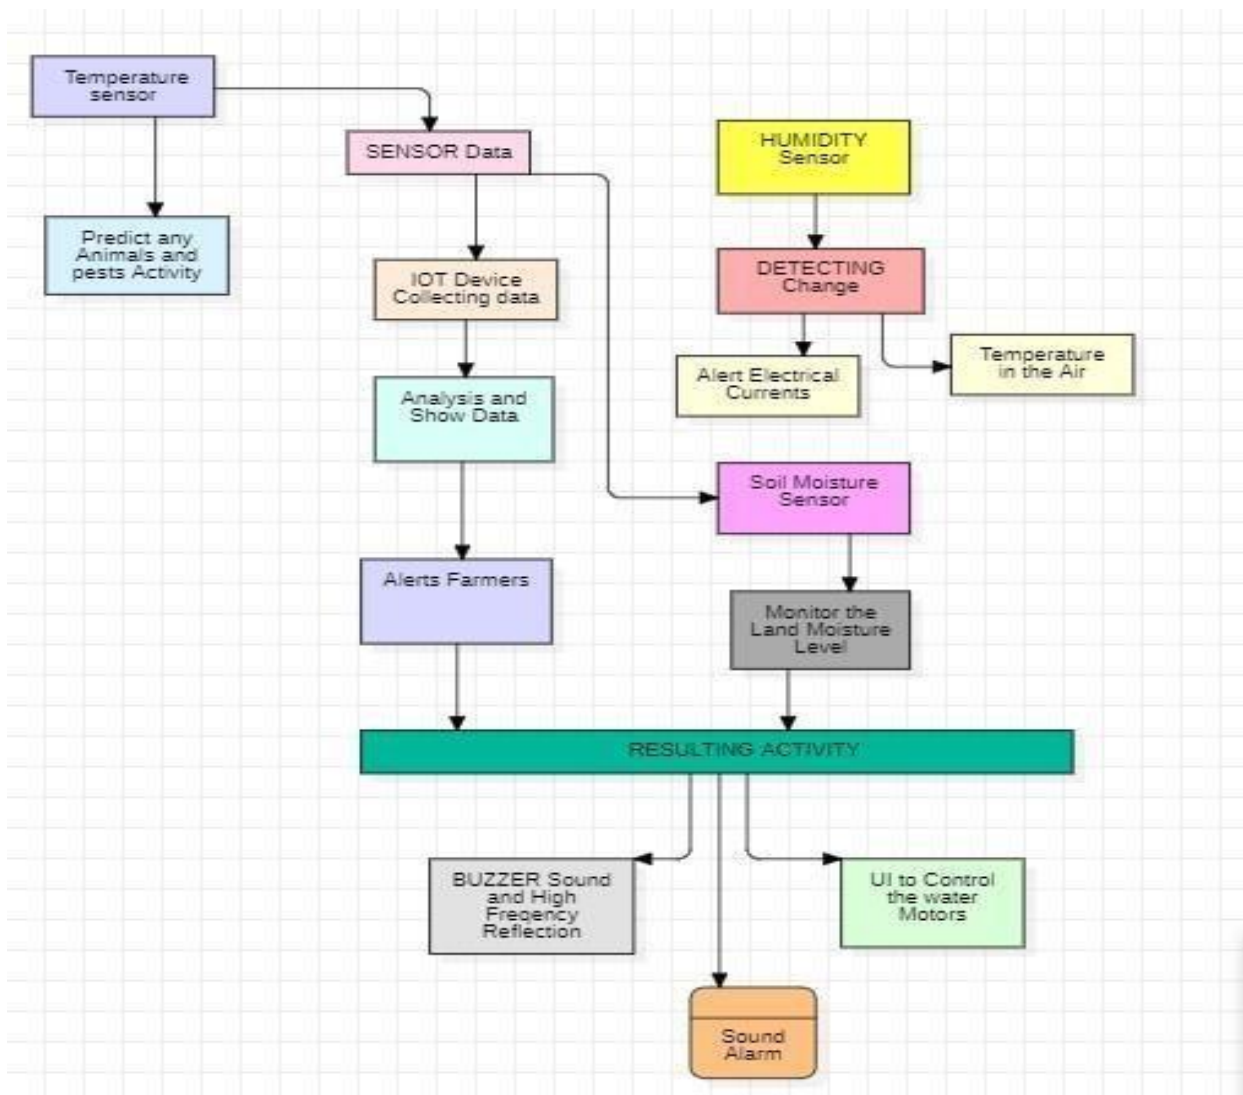 Temperature
sensor
SENSOR Data
HUMIDITY
Sensor
Predict any
Animals and
pests Activity
IOT Device
Collecting data
DETECTING
Change
Alert Electrical
Currents
Temperature
in the Air
Analysis and
Show Data
Soil Moisture
Sensor
Alerts Farmers
Monitor the
Land Moisture
Level
RESULTING ACTIVITY
BUZZER Sound
and High
Freqency
Reflection
UI to Control
the water
Motors
Sound
Alarm